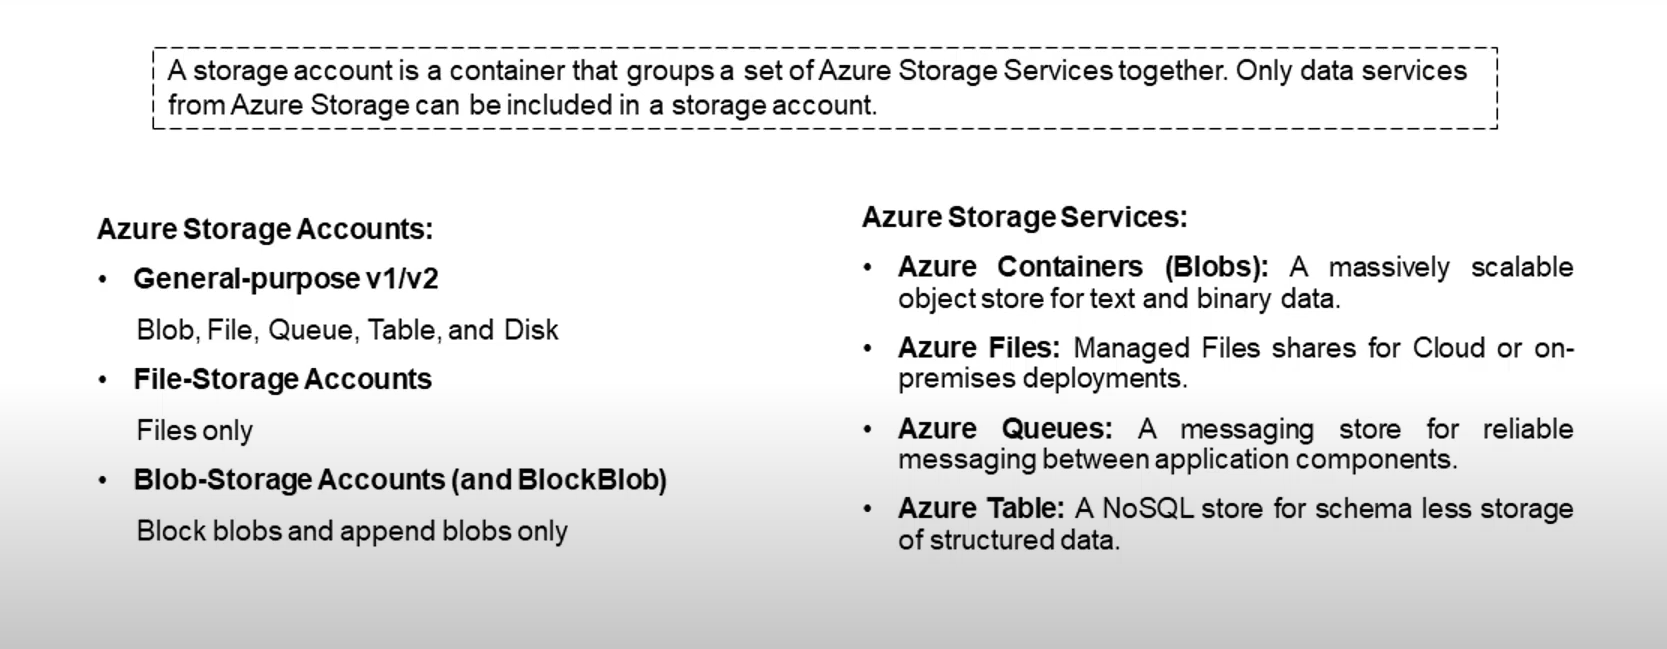 A storage account is a container that groups a set of Azure Storage Services together. Only data services
from Azure Storage can be included in a storage account.
Azure Storage Accounts:
• General-purpose v1/v2
Blob, File, Queue, Table, and Disk
• File-Storage Accounts
Files only
• Blob-Storage Accounts (and BlockBlob)
Block blobs and append blobs only
Azure Storage Services:
• Azure Containers (Blobs): A massively scalable
object store for text and binary data.
• Azure Files: Managed Files shares for Cloud or on-
premises deployments.
• Azure Queues: A messaging store for reliable
messaging between application components.
• Azure Table: A NoSQL store for schema less storage
of structured data.